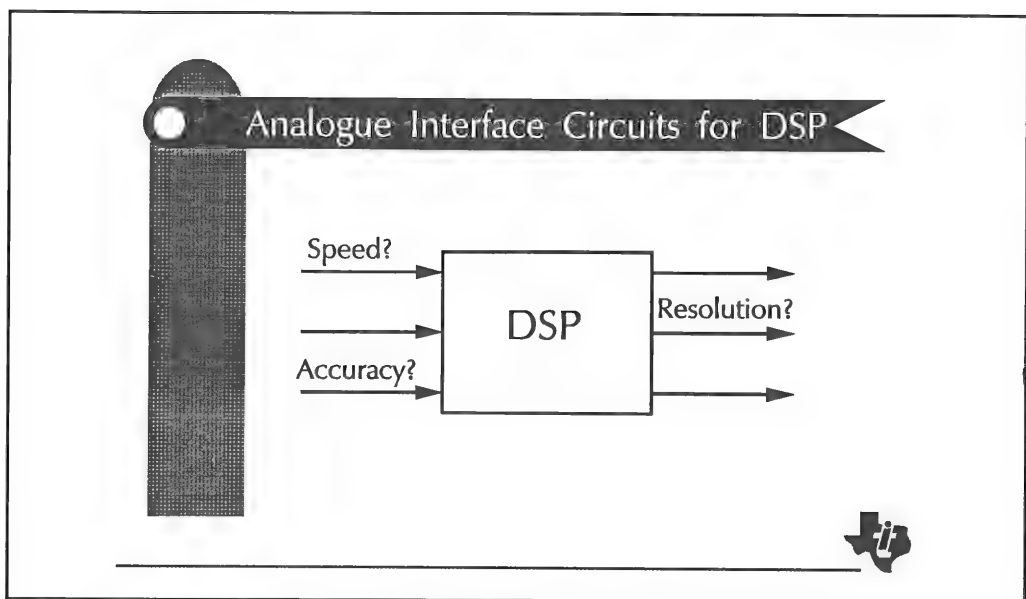 Analogue Interface Circuits for DSP
Speed?
DSP
Resolution?
Accuracy?